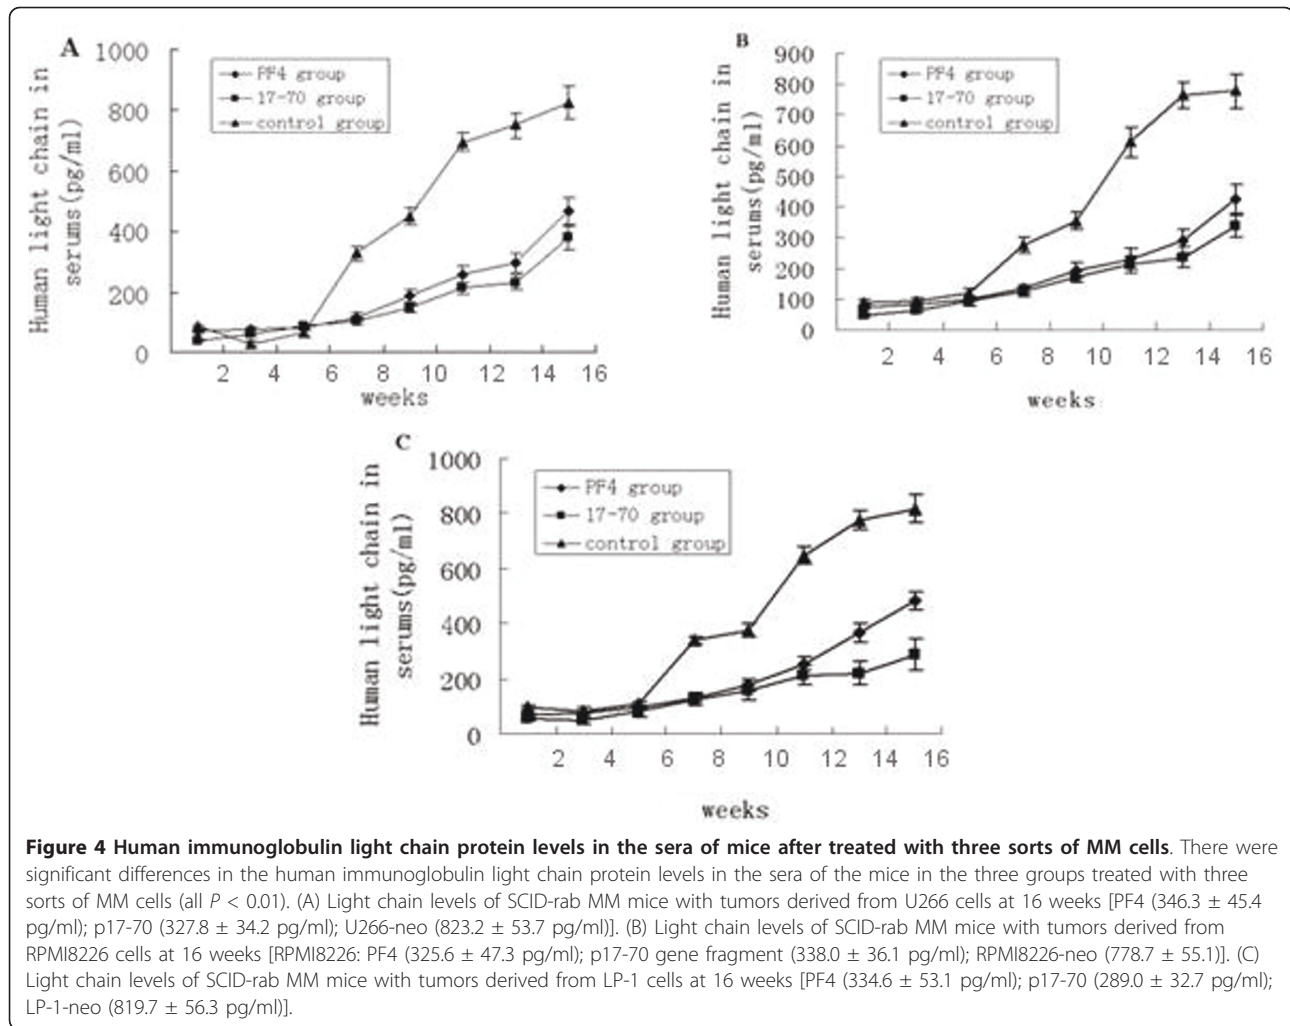 A
1000
800
600
400
200
0
Human light chain in
serums(pg/ml)
PF4 group
17-70 group
control group
2 4 6 8 10 12 14 16
weeks
B
900
800
700
600
500
400
300
200
100
0
Human light chain in
serums(pg/ml)
PF4 group
17-70 group
control group
2 4 6 8 10 12 14 16
weeks
C
1000
800
600
400
200
0
Human light chain in
serums(pg/ml)
PF4 group
17-70 group
control group
2 4 6 8 10 12 14 16
weeks
Figure 4 Human immunoglobulin light chain protein levels in the sera of mice after treated with three sorts of MM cells. There were
significant differences in the human immunoglobulin light chain protein levels in the sera of the mice in the three groups treated with three
sorts of MM cells (all P < 0.01). (A) Light chain levels of SCID-rab MM mice with tumors derived from U266 cells at 16 weeks [PF4 (346.3 ± 45.4
pg/ml); p17-70 (327.8 ± 34.2 pg/ml); U266-neo (823.2 ± 53.7 pg/ml)]. (B) Light chain levels of SCID-rab MM mice with tumors derived from
RPMI8226 cells at 16 weeks [RPMI8226: PF4 (325.6 ± 47.3 pg/ml); p17-70 gene fragment (338.0 ± 36.1 pg/ml); RPMI8226-neo (778.7 ± 55.1)]. (C)
Light chain levels of SCID-rab MM mice with tumors derived from LP-1 cells at 16 weeks [PF4 (334.6 ± 53.1 pg/ml); p17-70 (289.0 ± 32.7 pg/ml);
LP-1-neo (819.7 ± 56.3 pg/ml)].